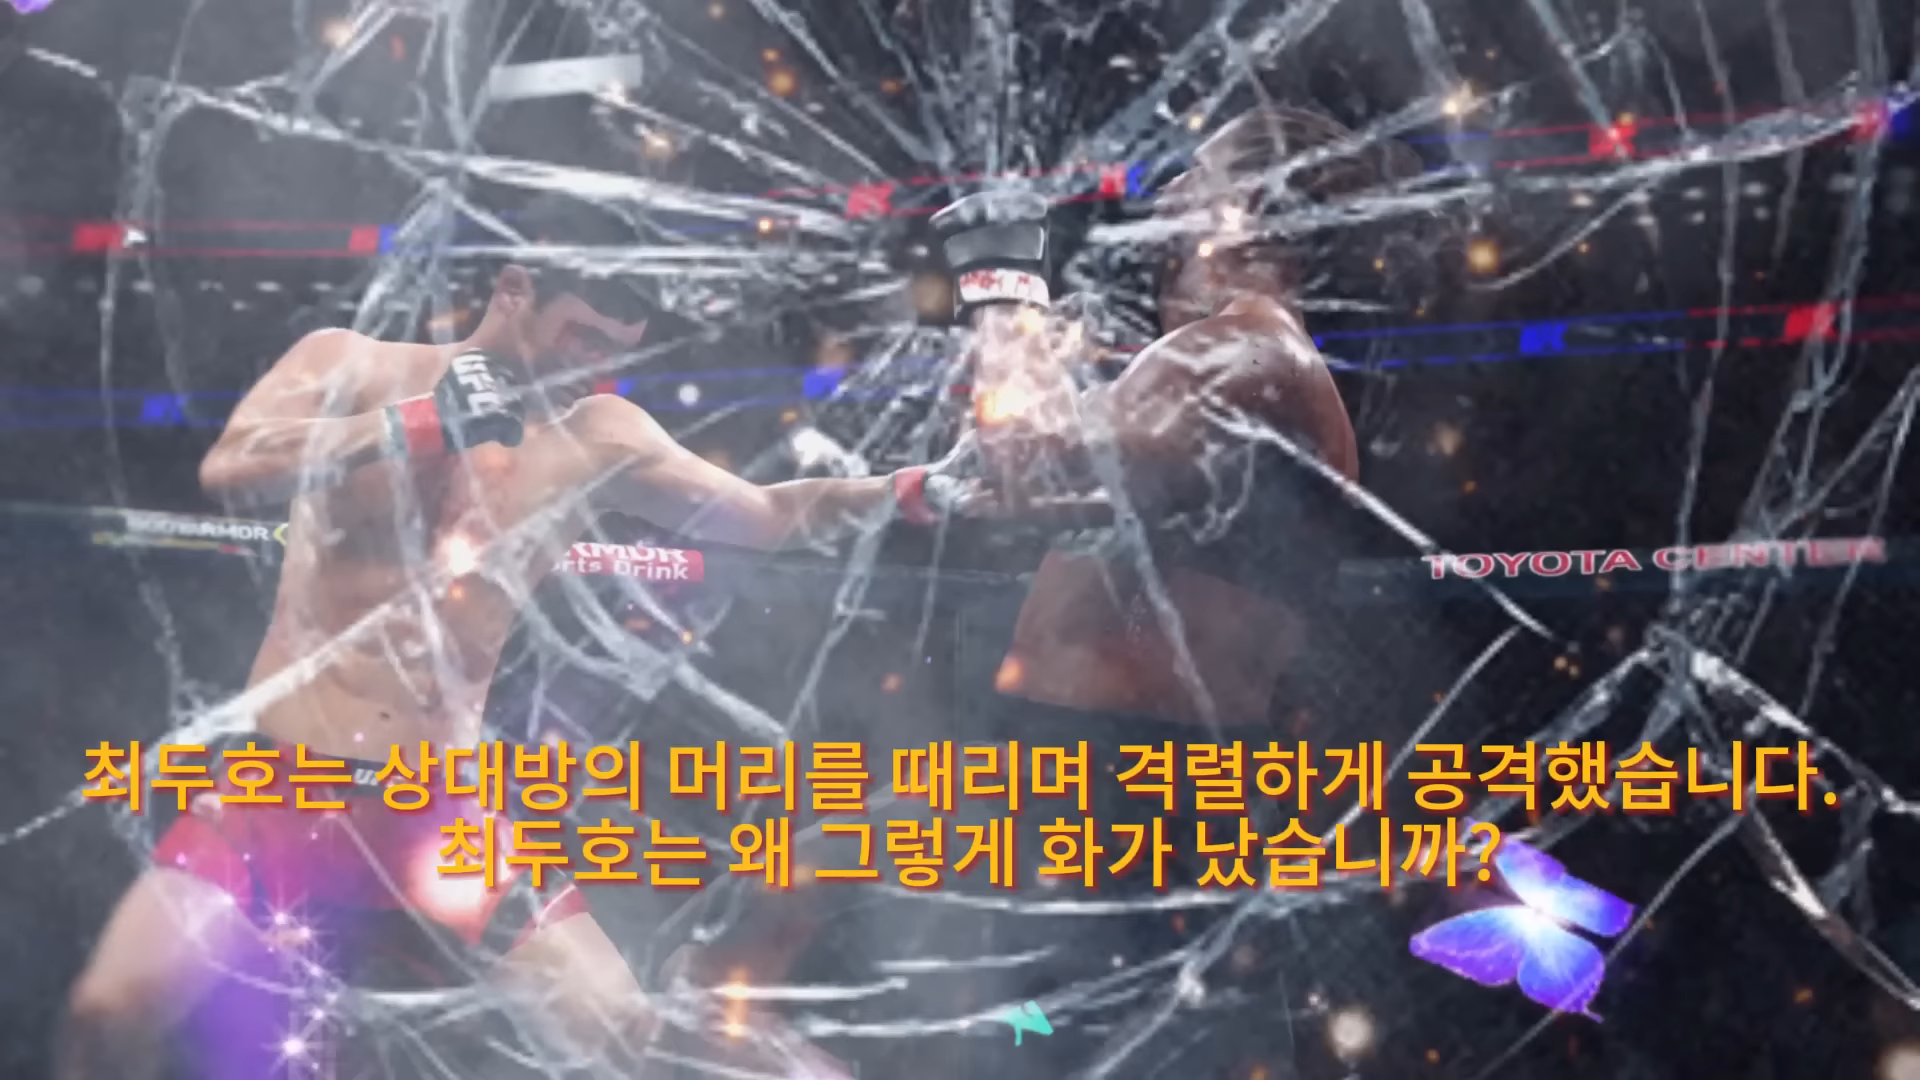 UFC
BODYARMOR
ARMOR
orts Drink
TOYOTA CENTER
최두호는 상대방의 머리를 때리며 격렬하게 공격했습니다.
최두호는 왜 그렇게 화가 났습니까?